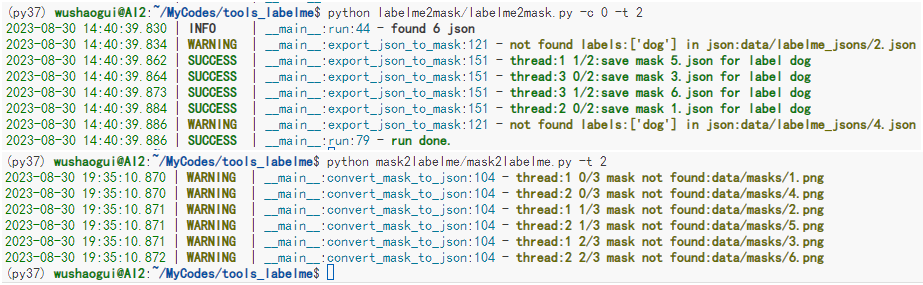 (py37) wushaogui@AI2:~/MyCodes/tools_labelme$ python labelme2mask/labelme2mask.py -c 0 -t 2
2023-08-30 14:40:39.830 | INFO     | __main__:run:44 - found 6 json
2023-08-30 14:40:39.834 | WARNING  | __main__:export_json_to_mask:121 - not found labels:['dog'] in json:data/labelme_jsons/2.json
2023-08-30 14:40:39.862 | SUCCESS  | __main__:export_json_to_mask:151 - thread:1 1/2:save mask 5.json for label dog
2023-08-30 14:40:39.864 | SUCCESS  | __main__:export_json_to_mask:151 - thread:3 0/2:save mask 3.json for label dog
2023-08-30 14:40:39.873 | SUCCESS  | __main__:export_json_to_mask:151 - thread:3 1/2:save mask 6.json for label dog
2023-08-30 14:40:39.884 | SUCCESS  | __main__:export_json_to_mask:151 - thread:2 0/2:save mask 1.json for label dog
2023-08-30 14:40:39.886 | WARNING  | __main__:export_json_to_mask:121 - not found labels:['dog'] in json:data/labelme_jsons/4.json
2023-08-30 14:40:39.886 | SUCCESS  | __main__:run:79 - run done.
(py37) wushaogui@AI2:~/MyCodes/tools_labelme$ python mask2labelme/mask2labelme.py -t 2
2023-08-30 19:35:10.870 | WARNING  | __main__:convert_mask_to_json:104 - thread:1 0/3 mask not found:data/masks/1.png
2023-08-30 19:35:10.870 | WARNING  | __main__:convert_mask_to_json:104 - thread:2 0/3 mask not found:data/masks/4.png
2023-08-30 19:35:10.871 | WARNING  | __main__:convert_mask_to_json:104 - thread:1 1/3 mask not found:data/masks/2.png
2023-08-30 19:35:10.871 | WARNING  | __main__:convert_mask_to_json:104 - thread:2 1/3 mask not found:data/masks/5.png
2023-08-30 19:35:10.871 | WARNING  | __main__:convert_mask_to_json:104 - thread:1 2/3 mask not found:data/masks/3.png
2023-08-30 19:35:10.872 | WARNING  | __main__:convert_mask_to_json:104 - thread:2 2/3 mask not found:data/masks/6.png
(py37) wushaogui@AI2:~/MyCodes/tools_labelme$